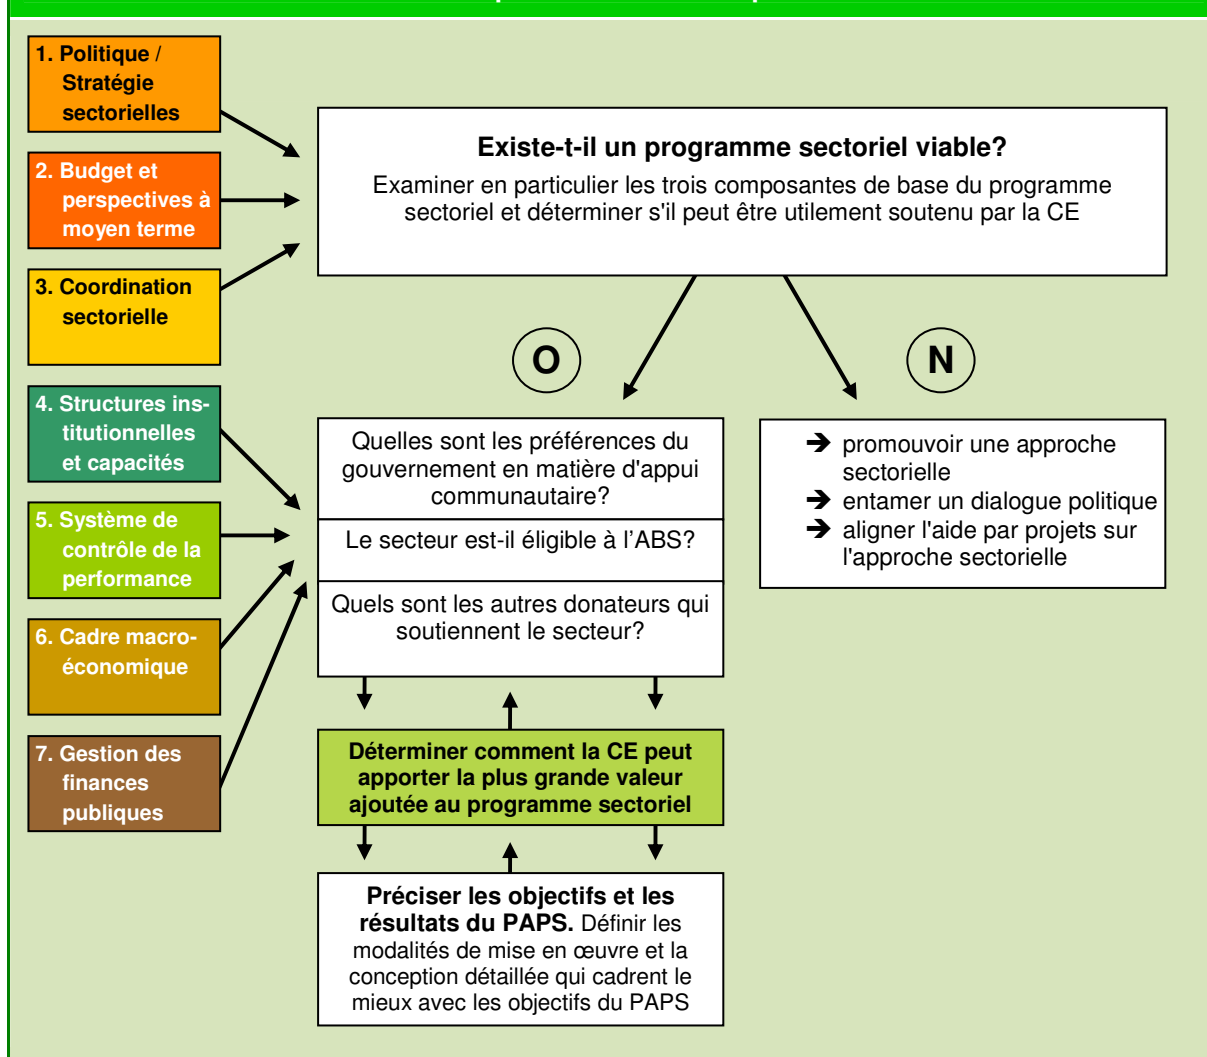 1. Politique /
Stratégie
sectorielles
2. Budget et
perspectives à
moyen terme
3. Coordination
sectorielle
4. Structures ins-
titutionnelles
et capacités
5. Système de
contrôle de la
performance
6. Cadre macro-
économique
7. Gestion des
finances
publiques
Existe-t-il un programme sectoriel viable?
Examiner en particulier les trois composantes de base du programme
sectoriel et déterminer s'il peut être utilement soutenu par la CE
O
N
Quelles sont les préférences du
gouvernement en matière d'appui
communautaire?
Le secteur est-il éligible à l’ABS?
Quels sont les autres donateurs qui
soutiennent le secteur?
➔ promouvoir une approche
sectorielle
➔ entamer un dialogue politique
➔ aligner l'aide par projets sur
l'approche sectorielle
Déterminer comment la CE peut
apporter la plus grande valeur
ajoutée au programme sectoriel
Préciser les objectifs et les
résultats du PAPS. Définir les
modalités de mise en œuvre et la
conception détaillée qui cadrent le
mieux avec les objectifs du PAPS